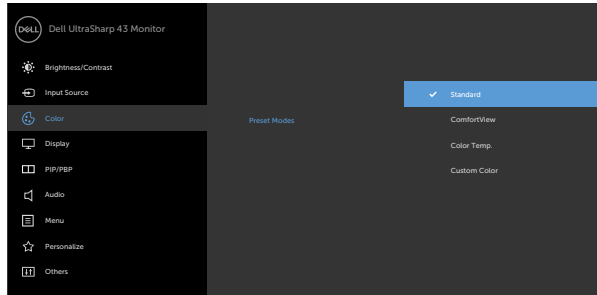 DELL Dell UltraSharp 43 Monitor
Brightness/Contrast
Input Source
Standard
Color
Preset Modes
ComfortView
Display
Color Temp.
PIP/PBP
Custom Color
Audio
Menu
Personalize
Others